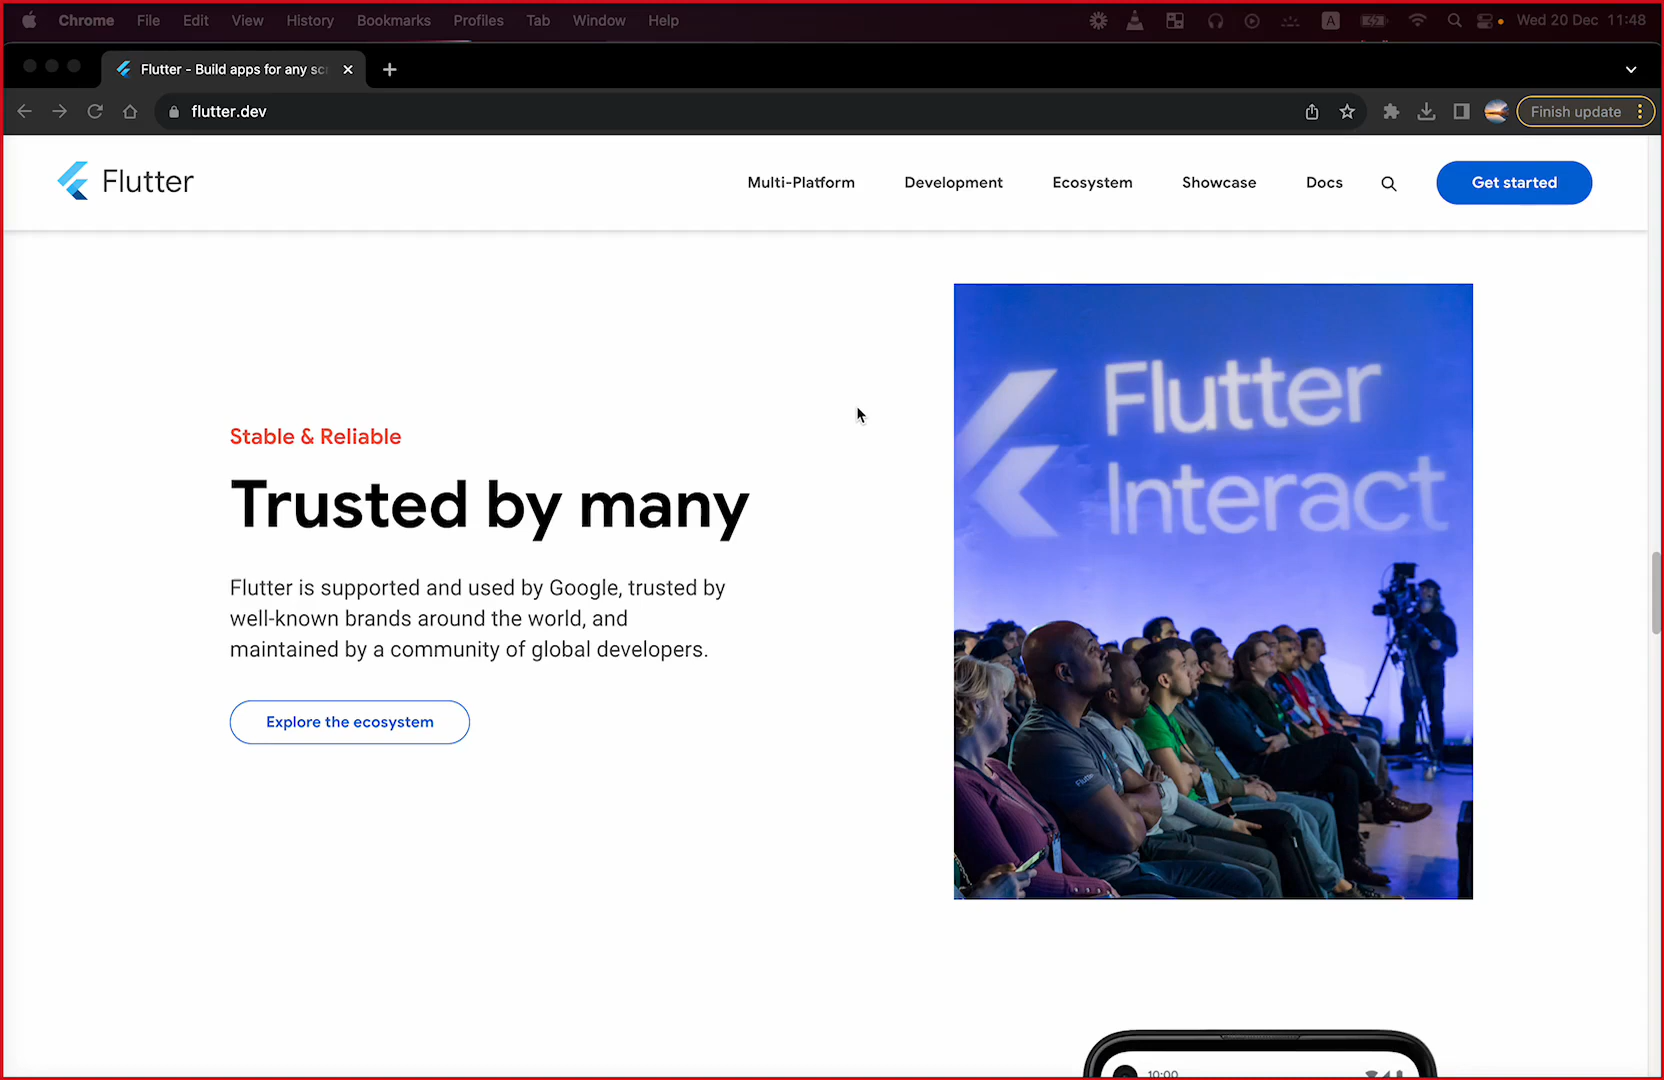 Chrome File Edit View History Bookmarks Profiles Tab Window Help A Wed 20 Dec 11:48
Flutter - Build apps for any scr
flutter.dev Finish update
Flutter Multi-Platform Development Ecosystem Showcase Docs Get started
Stable & Reliable
Trusted by many
Flutter is supported and used by Google, trusted by
well-known brands around the world, and
maintained by a community of global developers.
Explore the ecosystem
Flutter
Interact
Flutter
10:00